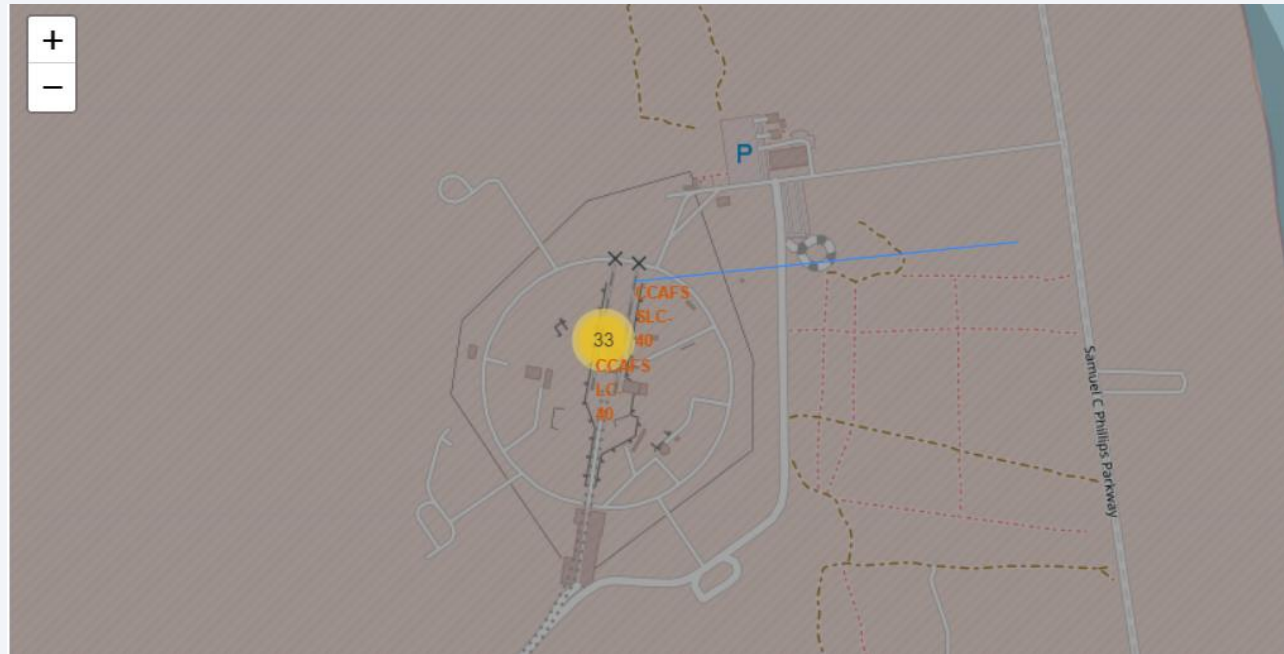 +
−
P
CCAFS
SLC-
40
33
CCAFS
LC-
40
Samuel C Phillips Parkway